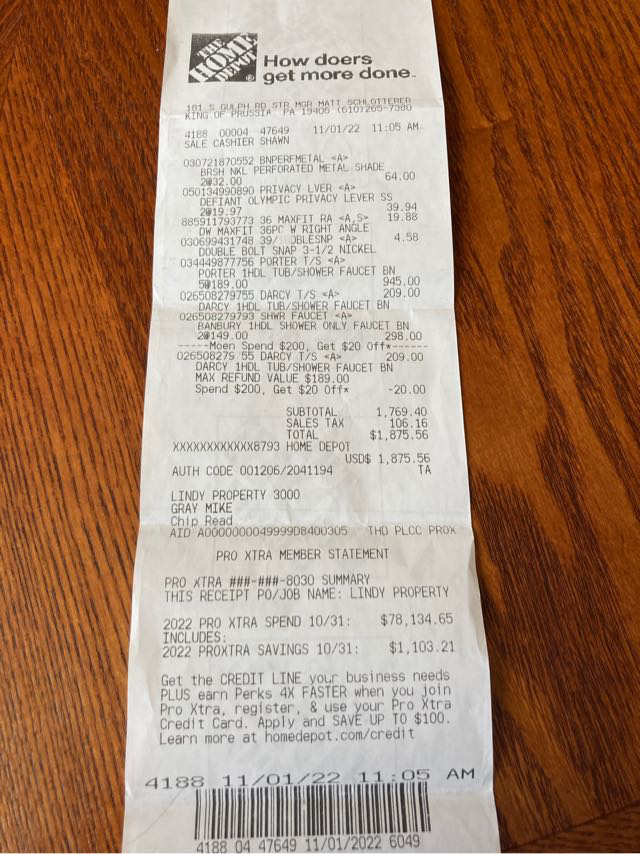 THE
HOME
DEPOT
®
How doers
get more done™
181 S GULPH RD STR MGR MATT SCHLOTTERER
KING OF PRUSSIA PA 19406 (610)265-7380
4188 00004 47649 11/01/22 11:05 AM
SALE CASHIER SHAWN
030721870552 BNPERFMETAL <A>
BRSH NKL PERFORATED METAL SHADE
2@32.00 64.00
050134990890 PRIVACY LVER <A>
DEFIANT OLYMPIC PRIVACY LEVER SS
2@19.97 39.94
885911793773 36 MAXFIT RA <A,S> 19.88
DW MAXFIT 36PC W RIGHT ANGLE
030699431748 39/ DBLESNP <A> 4.58
DOUBLE BOLT SNAP 3-1/2 NICKEL
034449877756 PORTER T/S <A>
PORTER 1HDL TUB/SHOWER FAUCET BN
5@189.00 945.00
026508279755 DARCY T/S <A> 209.00
DARCY 1HDL TUB/SHOWER FAUCET BN
026508279793 SHWR FAUCET <A>
BANBURY 1HDL SHOWER ONLY FAUCET BN
2@149.00 298.00
-----Moen Spend $200, Get $20 Off*-----
026508279 55 DARCY T/S <A> 209.00
DARCY 1HDL TUB/SHOWER FAUCET BN
MAX REFUND VALUE $189.00
Spend $200, Get $20 Off* -20.00
SUBTOTAL 1,769.40
SALES TAX 106.16
TOTAL $1,875.56
XXXXXXXXXXXX8793 HOME DEPOT
USD$ 1,875.56
AUTH CODE 001206/2041194 TA
LINDY PROPERTY 3000
GRAY MIKE
Chip Read
AID A0000000049999D8400305 THD PLCC PROX
PRO XTRA MEMBER STATEMENT
PRO XTRA ###-###-8030 SUMMARY
THIS RECEIPT PO/JOB NAME: LINDY PROPERTY
2022 PRO XTRA SPEND 10/31: $78,134.65
INCLUDES:
2022 PROXTRA SAVINGS 10/31: $1,103.21
Get the CREDIT LINE your business needs
PLUS earn Perks 4X FASTER when you join
Pro Xtra, register, & use your Pro Xtra
Credit Card. Apply and SAVE UP TO $100.
Learn more at homedepot.com/credit
4188 11/01/22 11:05 AM
4188 04 47649 11/01/2022 6049